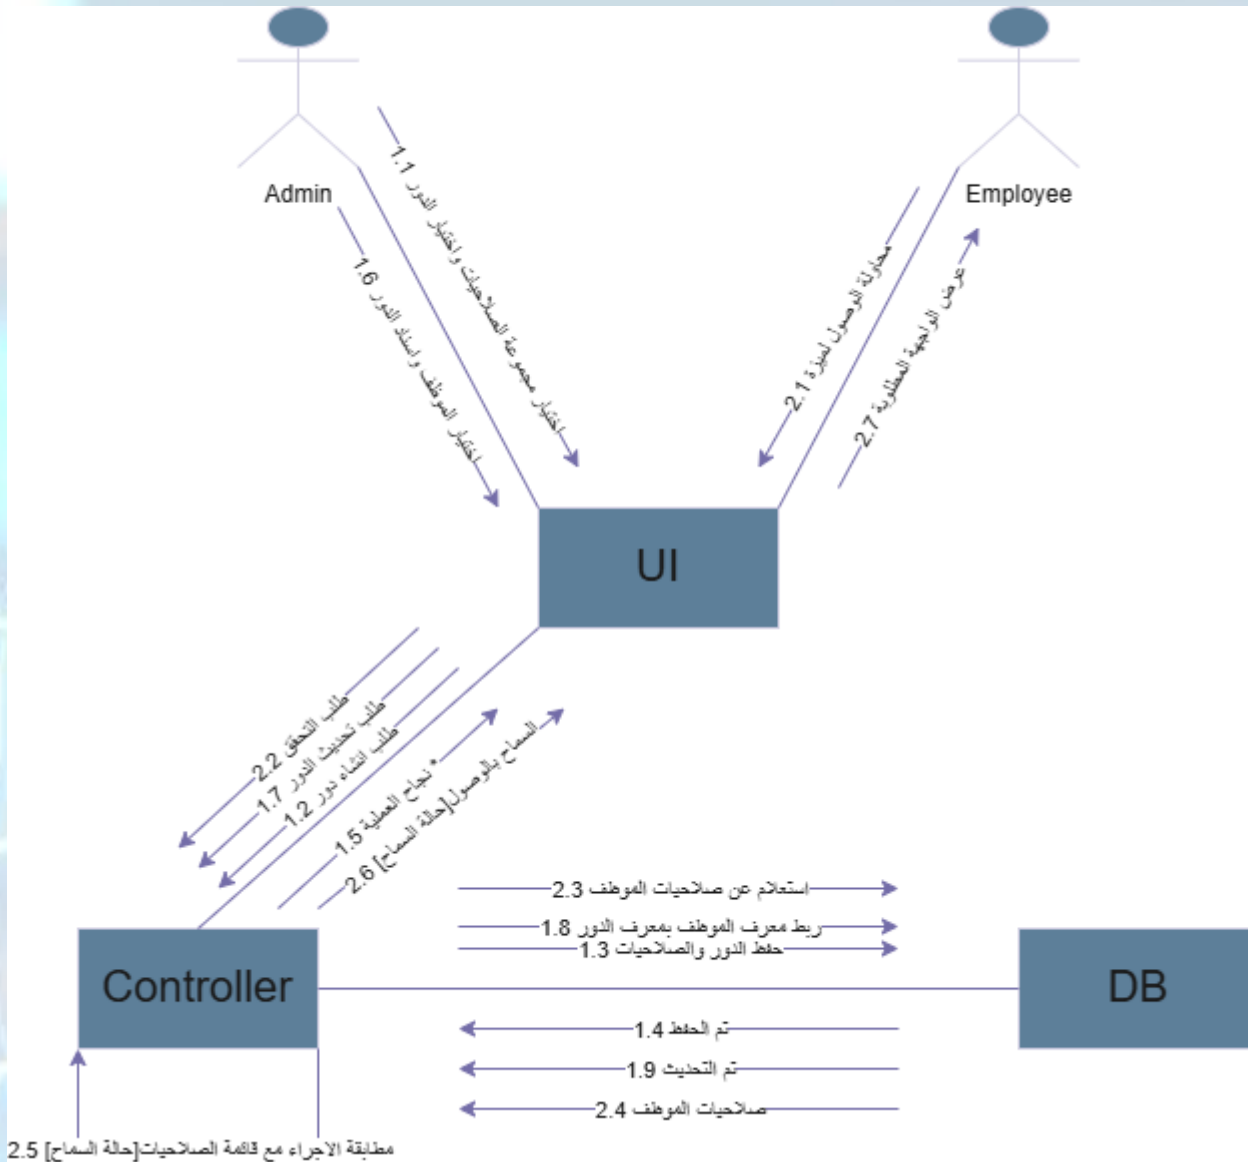 Admin
Employee
1.1 اختيار مجموعة الصلاحيات واختيار الدور
1.6 اختيار الموظف واسناد الدور
2.1 محاولة الوصول لميزة
2.7 عرض الواجهة المطلوبة
UI
2.2 طلب التحقق
1.7 طلب تحديث الدور
1.2 طلب انشاء دور
1.5 نجاح العملية *
2.6 [حالة السماح]السماح بالوصول
2.3 استعلام عن صلاحيات الموظف
1.8 ربط معرف الموظف بمعرف الدور
1.3 حفظ الدور والصلاحيات
Controller
DB
1.4 تم الحفظ
1.9 تم التحديث
2.4 صلاحيات الموظف
2.5 [حالة السماح]مطابقة الاجراء مع قائمة الصلاحيات